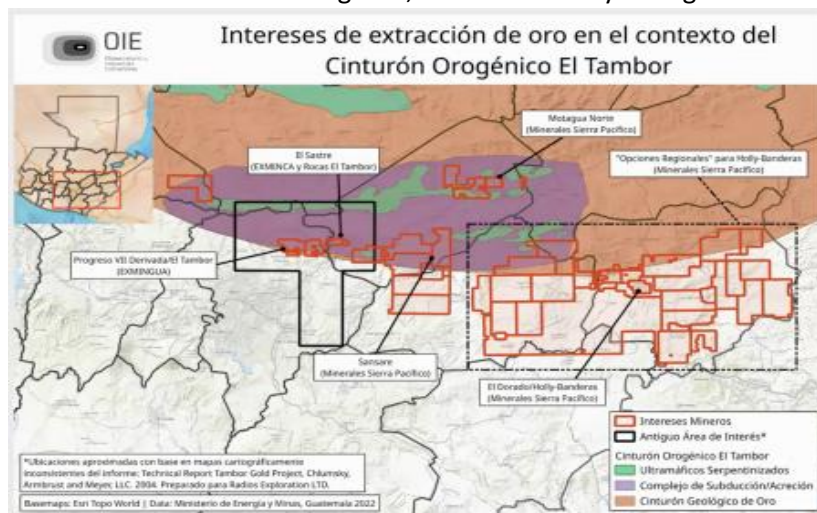 OIE
Intereses de extracción de oro en el contexto del
Cinturón Orogénico El Tambor
Motagua Norte
(Minerales Sierra Pacífico)
El Sastre
(EXMINCA y Rocas El Tambor)
"Opciones Regionales" para Holly-Banderas
(Minerales Sierra Pacífico)
Progreso VII Derivada/El Tambor
(EXMINGUA)
Sansare
(Minerales Sierra Pacífico)
El Dorado/Holly-Banderas
(Minerales Sierra Pacífico)
Intereses Mineros
Antiguo Área de Interés*
Cinturón Orogénico El Tambor
Ultramáficos Serpentinizados
Complejo de Subducción/Acreción
Cinturón Geológico de Oro
*Ubicaciones aproximadas con base en mapas cartográficamente
inconsistentes del informe: Technical Report Tambor Gold Project, Chlumsky,
Armbrust and Meyer, LLC. 2004. Preparado para Radios Exploration LTD.
Basemaps: Esri Topo World | Data: Ministerio de Energía y Minas, Guatemala 2022